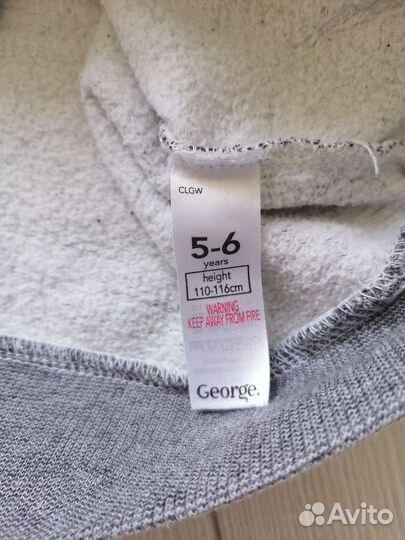 CLGW
5-6
years
height
110-116cm
WARNING
KEEP AWAY FROM FIRE
George.
Avito